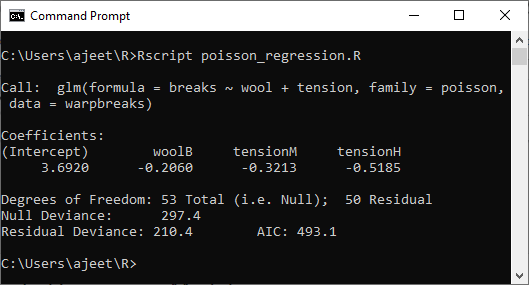 Command Prompt
C:\Users\ajeet\R>Rscript poisson_regression.R
Call:  glm(formula = breaks ~ wool + tension, family = poisson,
 data = warpbreaks)
Coefficients:
(Intercept)        woolB     tensionM     tensionH
     3.6920      -0.2060      -0.3213      -0.5185
Degrees of Freedom: 53 Total (i.e. Null);  50 Residual
Null Deviance:      297.4
Residual Deviance: 210.4        AIC: 493.1
C:\Users\ajeet\R>